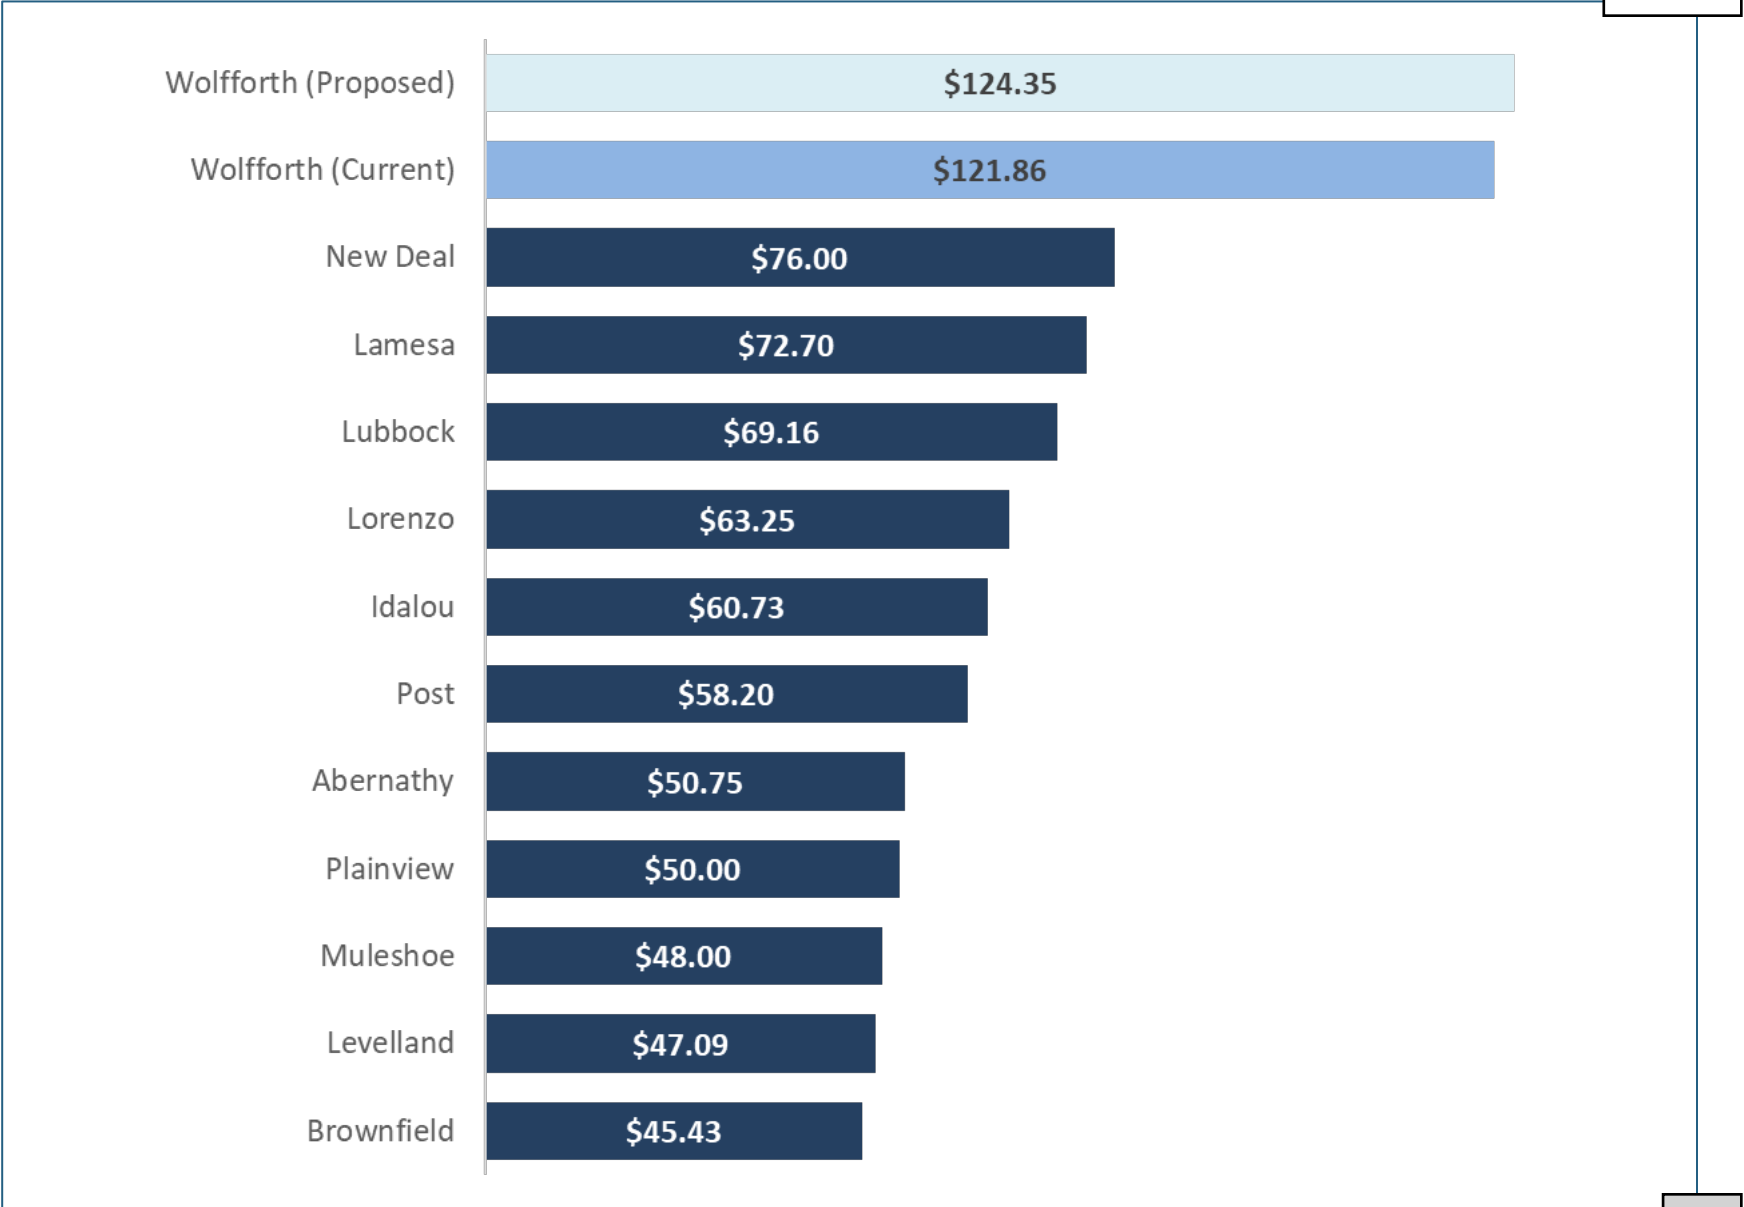 Wolfforth (Proposed) $124.35
Wolfforth (Current) $121.86
New Deal $76.00
Lamesa $72.70
Lubbock $69.16
Lorenzo $63.25
Idalou $60.73
Post $58.20
Abernathy $50.75
Plainview $50.00
Muleshoe $48.00
Levelland $47.09
Brownfield $45.43